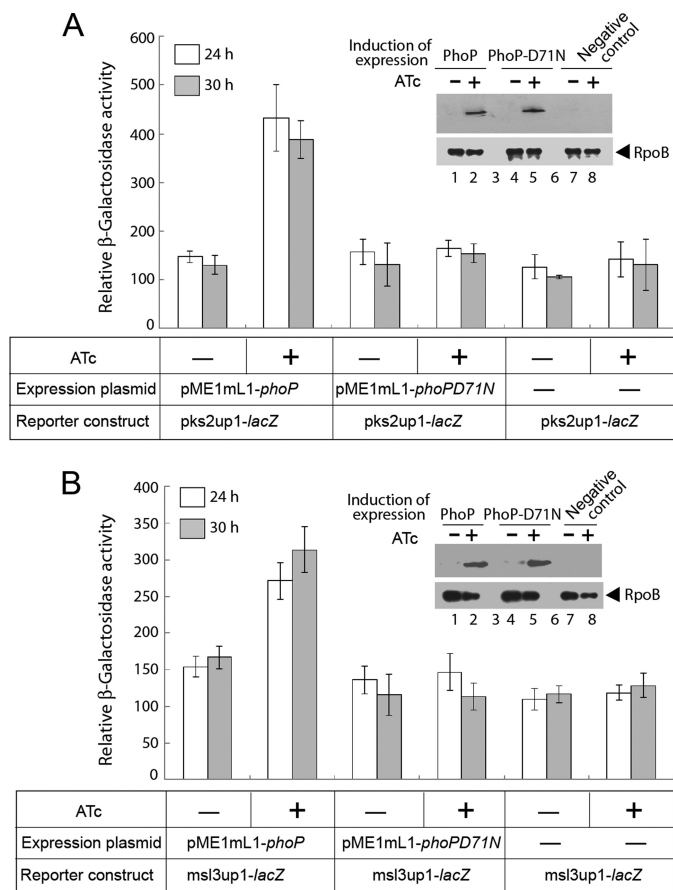 A
24 h
30 h
Relative β-Galactosidase activity
600
500
400
300
200
100
0
Induction of expression
PhoP PhoP-D71N Negative control
ATc − + − + − +
RpoB
1 2 3 4 5 6 7 8
ATc — + — + — +
Expression plasmid pME1mL1-phoP pME1mL1-phoPD71N — —
Reporter construct pks2up1-lacZ pks2up1-lacZ pks2up1-lacZ
B
24 h
30 h
Relative β-Galactosidase activity
400
350
300
250
200
150
100
50
0
Induction of expression
PhoP PhoP-D71N Negative control
ATc − + − + − +
RpoB
1 2 3 4 5 6 7 8
ATc — + — + — +
Expression plasmid pME1mL1-phoP pME1mL1-phoPD71N — —
Reporter construct msl3up1-lacZ msl3up1-lacZ msl3up1-lacZ